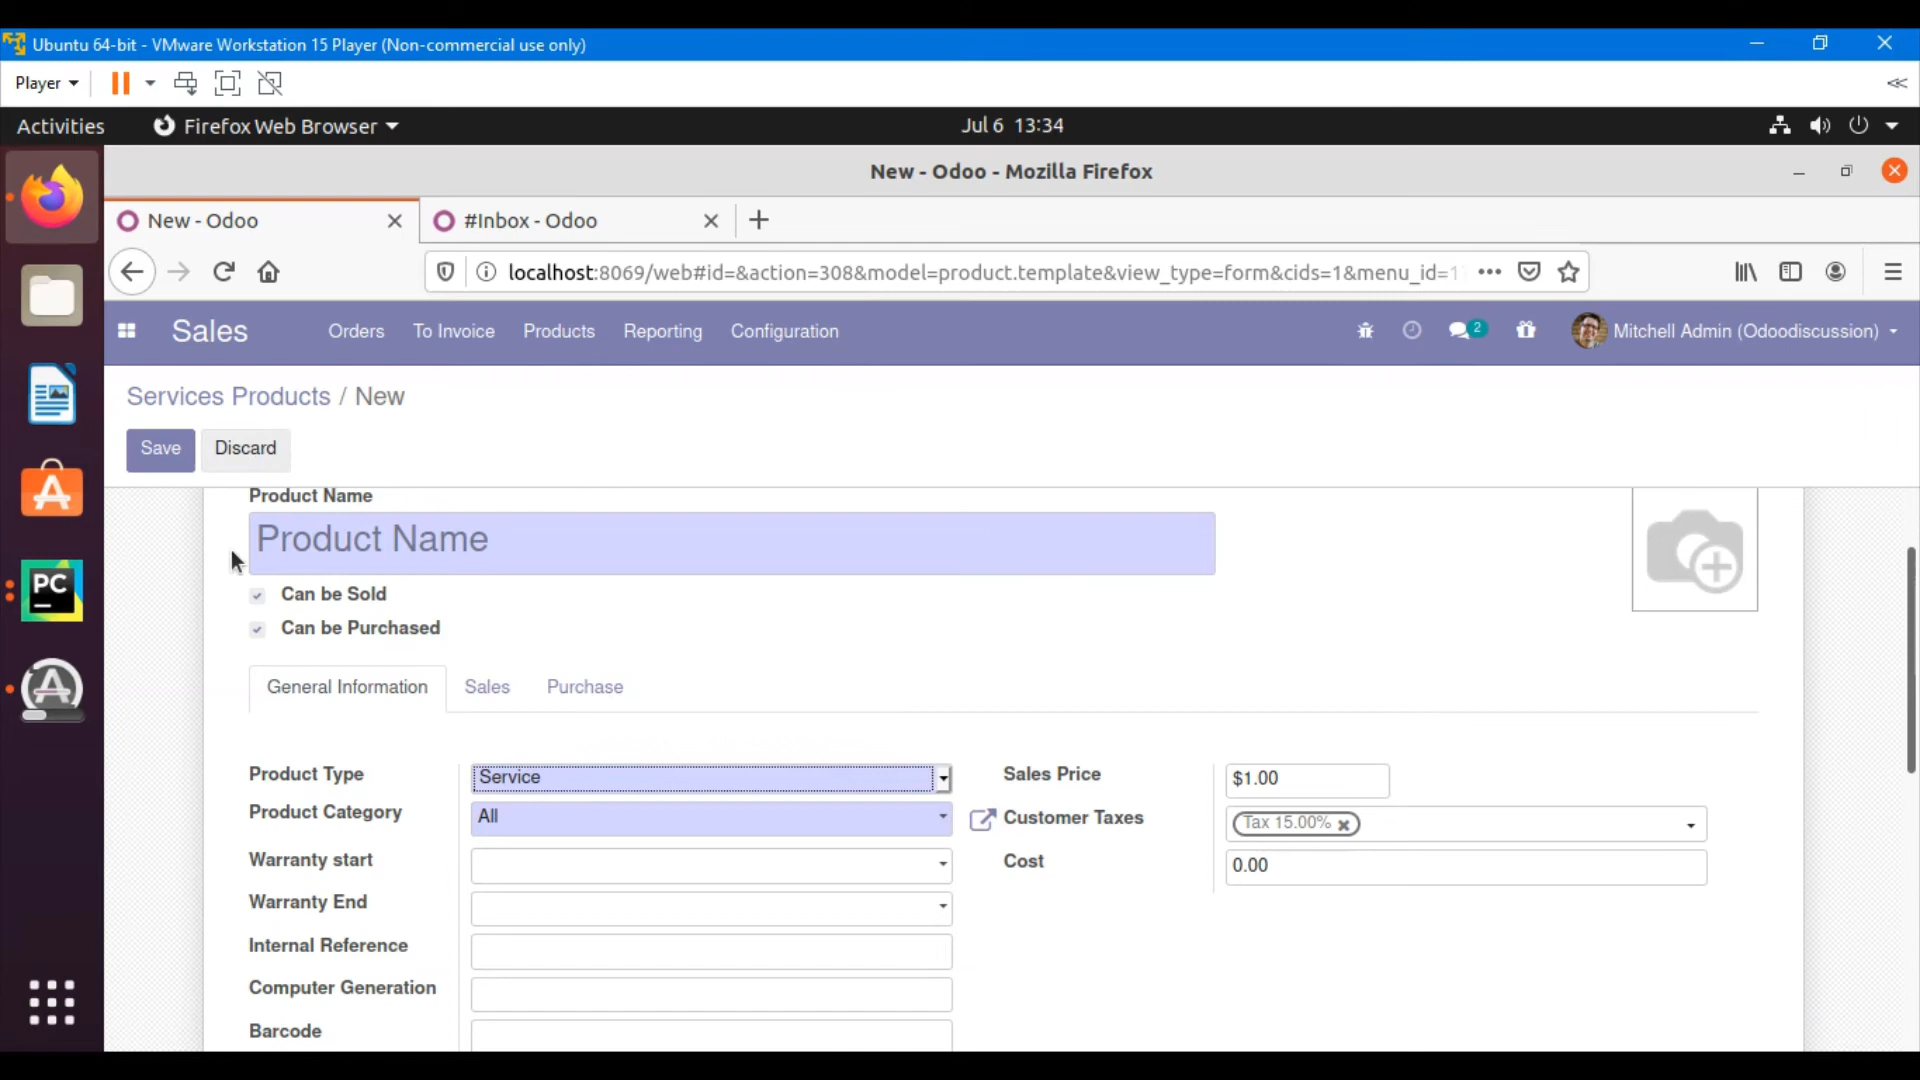 Ubuntu 64-bit - VMware Workstation 15 Player (Non-commercial use only)
Player
Activities
Firefox Web Browser
Jul 6 13:34
New - Odoo - Mozilla Firefox
New - Odoo
#Inbox - Odoo
localhost:8069/web#id=&action=308&model=product.template&view_type=form&cids=1&menu_id=1
Sales
Orders
To Invoice
Products
Reporting
Configuration
2
Mitchell Admin (Odoodiscussion)
Services Products / New
Save
Discard
Product Name
Product Name
Can be Sold
Can be Purchased
General Information
Sales
Purchase
Product Type
Service
Sales Price
$1.00
Product Category
All
Customer Taxes
Tax 15.00%
Warranty start
Cost
0.00
Warranty End
Internal Reference
Computer Generation
Barcode
PC